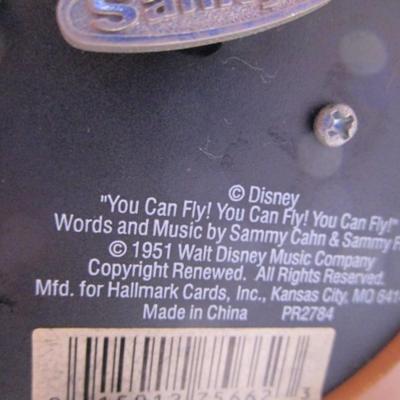 © Disney
"You Can Fly! You Can Fly! You Can Fly!"
Words and Music by Sammy Cahn & Sammy F
© 1951 Walt Disney Music Company
Copyright Renewed. All Rights Reserved.
Mfd. for Hallmark Cards, Inc., Kansas City, MO 641
Made in China PR2784